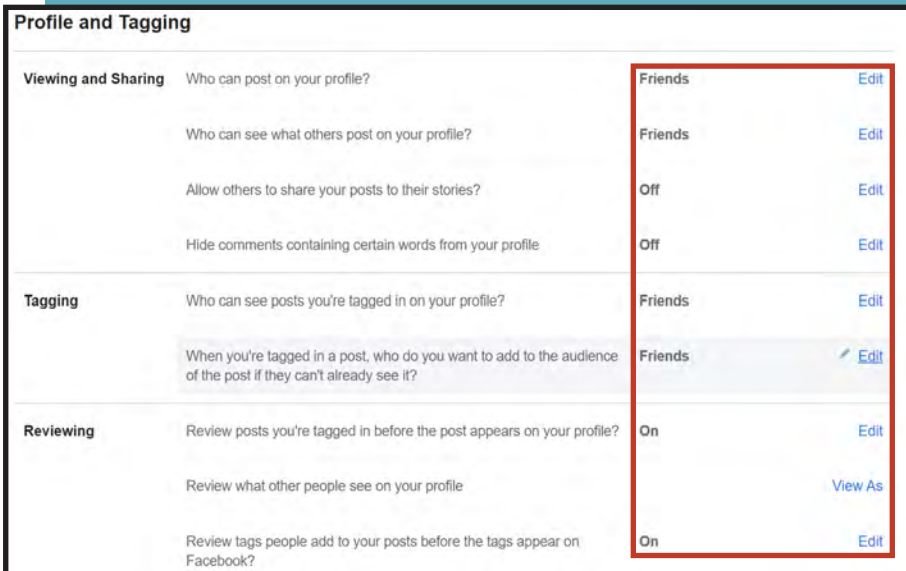 Profile and Tagging
Viewing and Sharing Who can post on your profile? Friends Edit
Who can see what others post on your profile? Friends Edit
Allow others to share your posts to their stories? Off Edit
Hide comments containing certain words from your profile Off Edit
Tagging Who can see posts you're tagged in on your profile? Friends Edit
When you're tagged in a post, who do you want to add to the audience Friends Edit
of the post if they can't already see it?
Reviewing Review posts you're tagged in before the post appears on your profile? On Edit
Review what other people see on your profile View As
Review tags people add to your posts before the tags appear on On Edit
Facebook?